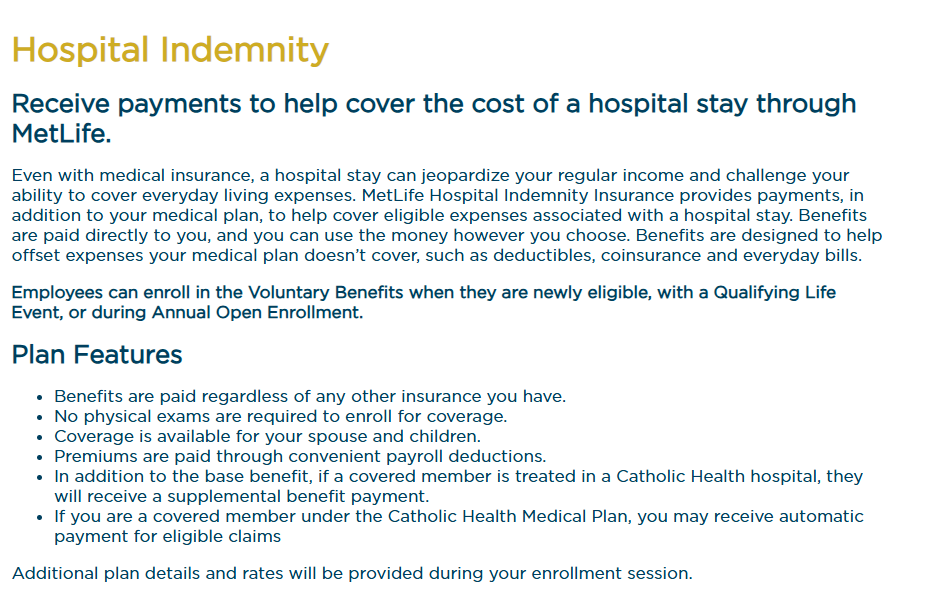 Hospital Indemnity
Receive payments to help cover the cost of a hospital stay through
MetLife.
Even with medical insurance, a hospital stay can jeopardize your regular income and challenge your
ability to cover everyday living expenses. MetLife Hospital Indemnity Insurance provides payments, in
addition to your medical plan, to help cover eligible expenses associated with a hospital stay. Benefits
are paid directly to you, and you can use the money however you choose. Benefits are designed to help
offset expenses your medical plan doesn’t cover, such as deductibles, coinsurance and everyday bills.
Employees can enroll in the Voluntary Benefits when they are newly eligible, with a Qualifying Life
Event, or during Annual Open Enrollment.
Plan Features
• Benefits are paid regardless of any other insurance you have.
• No physical exams are required to enroll for coverage.
• Coverage is available for your spouse and children.
• Premiums are paid through convenient payroll deductions.
• In addition to the base benefit, if a covered member is treated in a Catholic Health hospital, they
will receive a supplemental benefit payment.
• If you are a covered member under the Catholic Health Medical Plan, you may receive automatic
payment for eligible claims
Additional plan details and rates will be provided during your enrollment session.